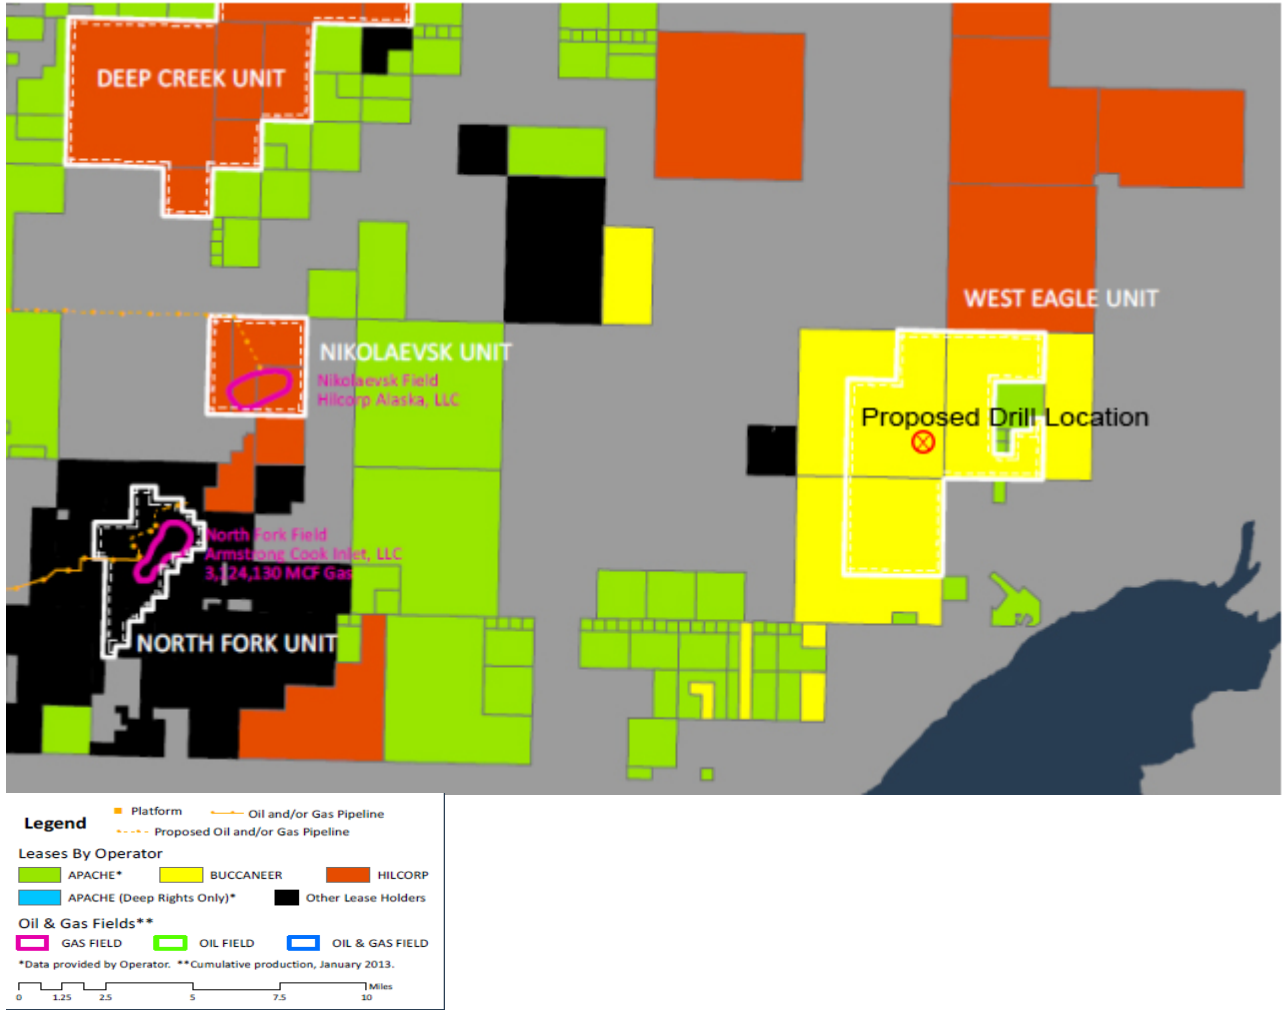 DEEP CREEK UNIT
WEST EAGLE UNIT
NIKOLAEVSK UNIT
Nikolaevsk Field
Hilcorp Alaska, LLC
Proposed Drill Location
North Fork Field
Armstrong Cook Inlet, LLC
3,124,130 MCF Gas
NORTH FORK UNIT
Legend
Platform
Oil and/or Gas Pipeline
Proposed Oil and/or Gas Pipeline
Leases By Operator
APACHE* BUCCANEER HILCORP
APACHE (Deep Rights Only)* Other Lease Holders
Oil & Gas Fields**
GAS FIELD OIL FIELD OIL & GAS FIELD
*Data provided by Operator. **Cumulative production, January 2013.
Miles
0 1.25 2.5 5 7.5 10